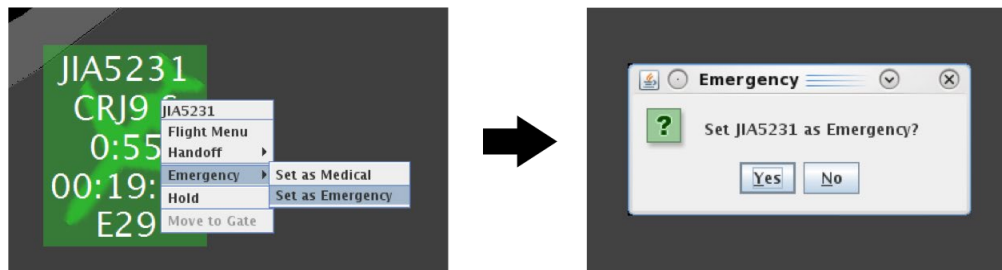 JIA5231
CRJ9
0:55
00:19:
E29
JIA5231
Flight Menu
Handoff
Emergency
Hold
Move to Gate
Set as Medical
Set as Emergency
Emergency
? Set JIA5231 as Emergency?
Yes No